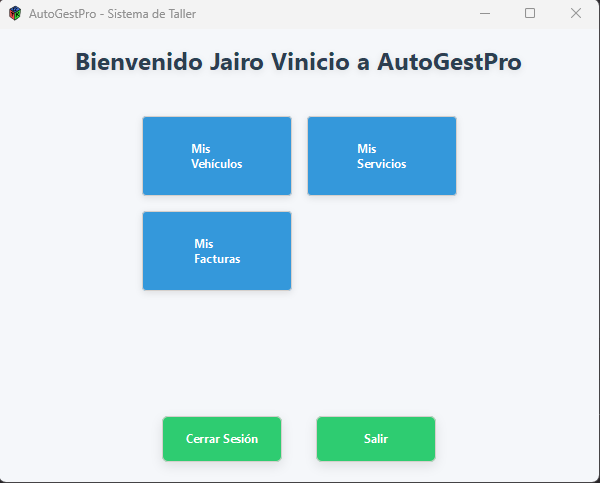 AutoGestPro - Sistema de Taller
Bienvenido Jairo Vinicio a AutoGestPro
Mis
Vehículos
Mis
Servicios
Mis
Facturas
Cerrar Sesión
Salir